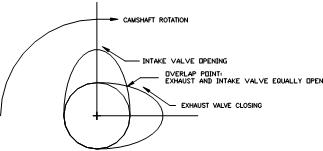 CAMSHAFT ROTATION
INTAKE VALVE OPENING
OVERLAP POINT:
EXHAUST AND INTAKE VALVE EQUALLY OPEN
EXHAUST VALVE CLOSING